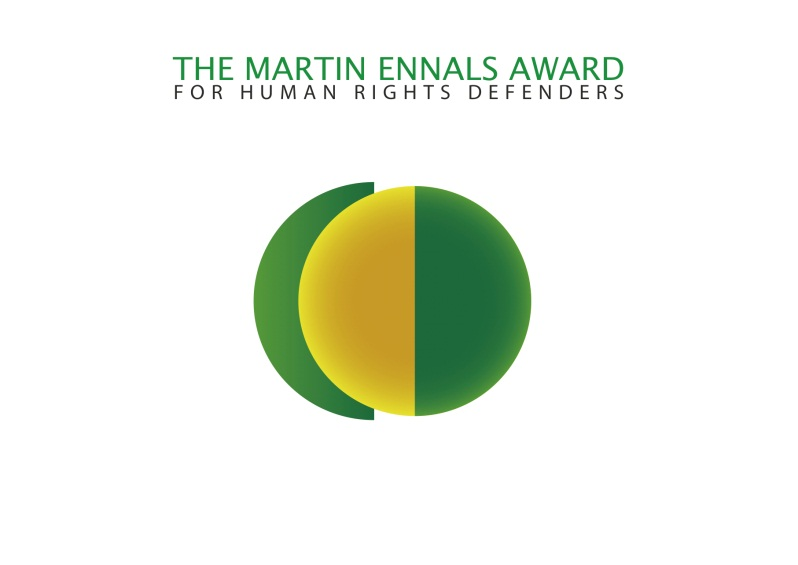 THE MARTIN ENNALS AWARD
FOR HUMAN RIGHTS DEFENDERS